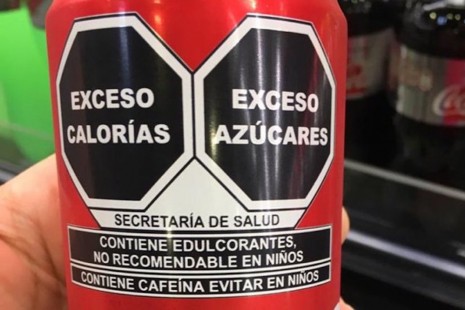 EXCESO
CALORÍAS
EXCESO
AZÚCARES
SECRETARÍA DE SALUD
CONTIENE EDULCORANTES,
NO RECOMENDABLE EN NIÑOS
CONTIENE CAFEÍNA EVITAR EN NIÑOS